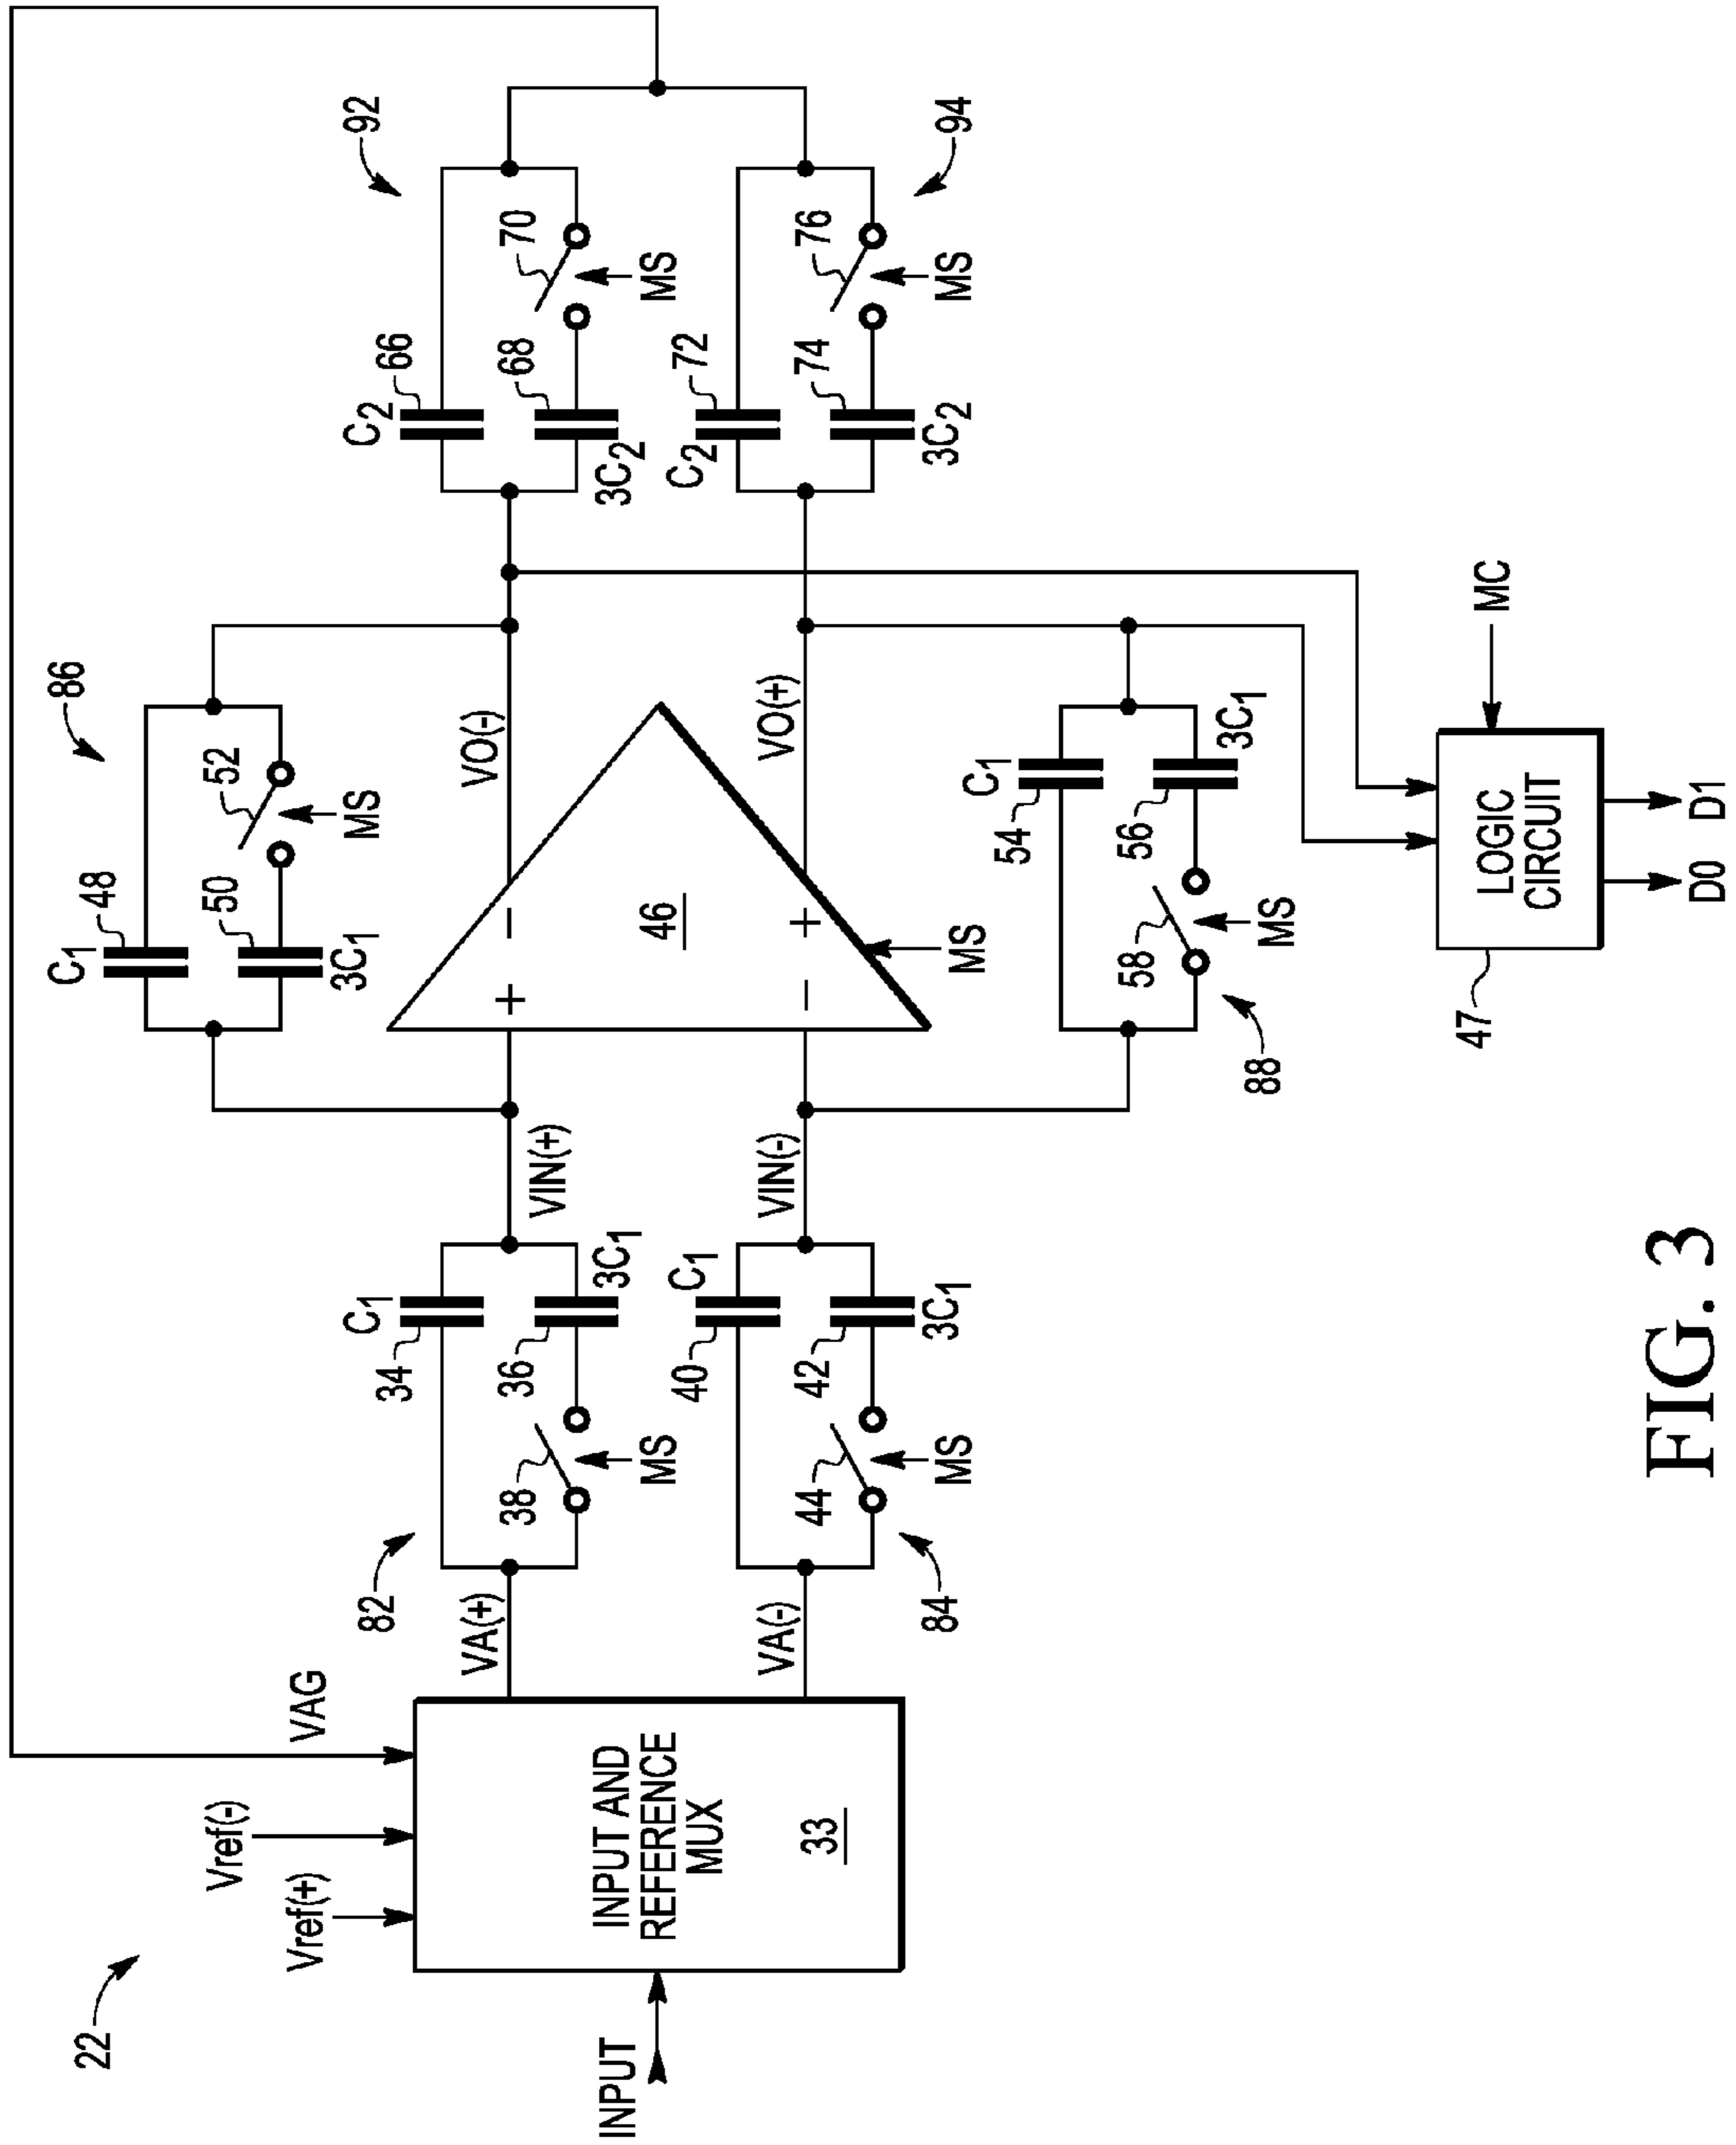 22
Vref(+)
Vref(-)
VAG
INPUT
INPUT AND
REFERENCE
MUX
33
VA(+)
VA(-)
82
C1
34
36
3C1
38
MS
VIN(+)
84
C1
40
42
3C1
44
MS
VIN(-)
86
C1
48
50
3C1
52
MS
+
-
-
+
46
MS
VO(-)
VO(+)
88
C1
54
56
3C1
58
MS
92
C2
66
68
3C2
70
MS
94
C2
72
74
3C2
76
MS
LOGIC
CIRCUIT
47
MC
D0
D1
FIG. 3